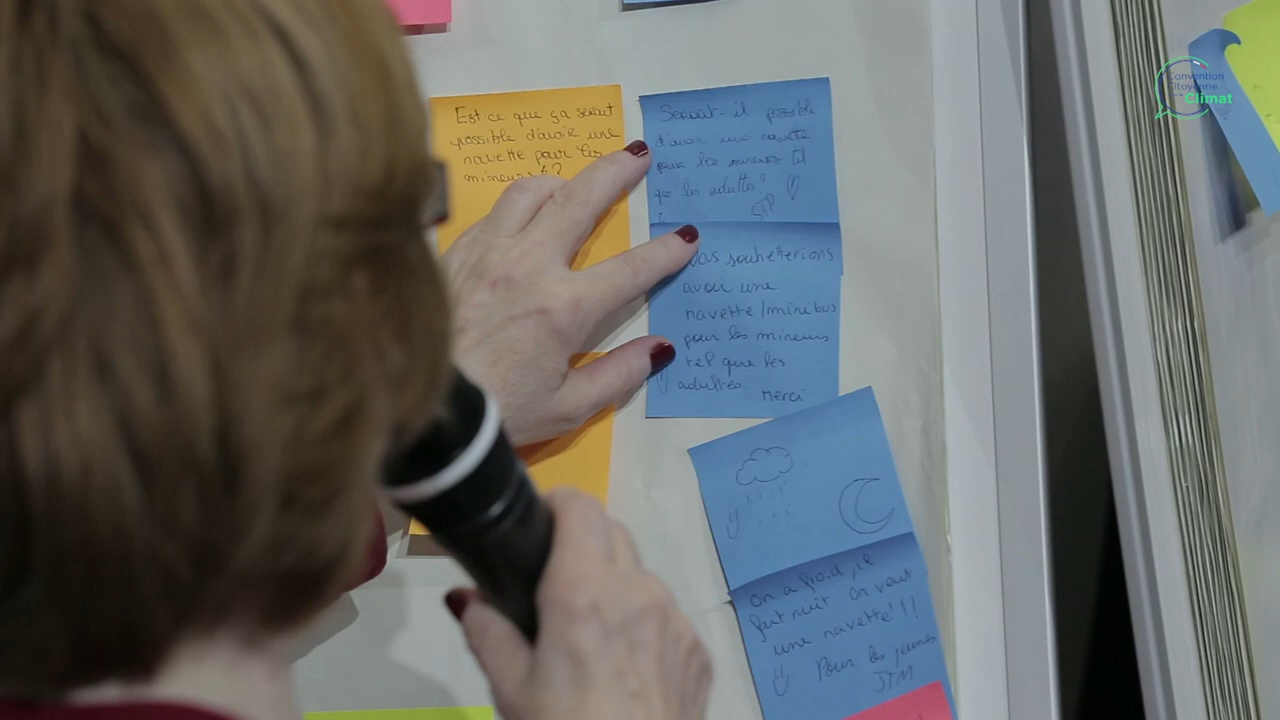 Est-ce que ça serait
possible d'avoir une
navette pour les
mineurs
Serait-il possible
d'avoir une navette
pour les mineurs tel
que les adultes?
STP
souhetterions
avoir une
navette/minibus
pour les mineurs
tel que les
adultes.
Merci
on a froid, il
fait nuit on veut
une navette!!!
Pour les jeunes
JTM
Convention
Citoyenne
Climat